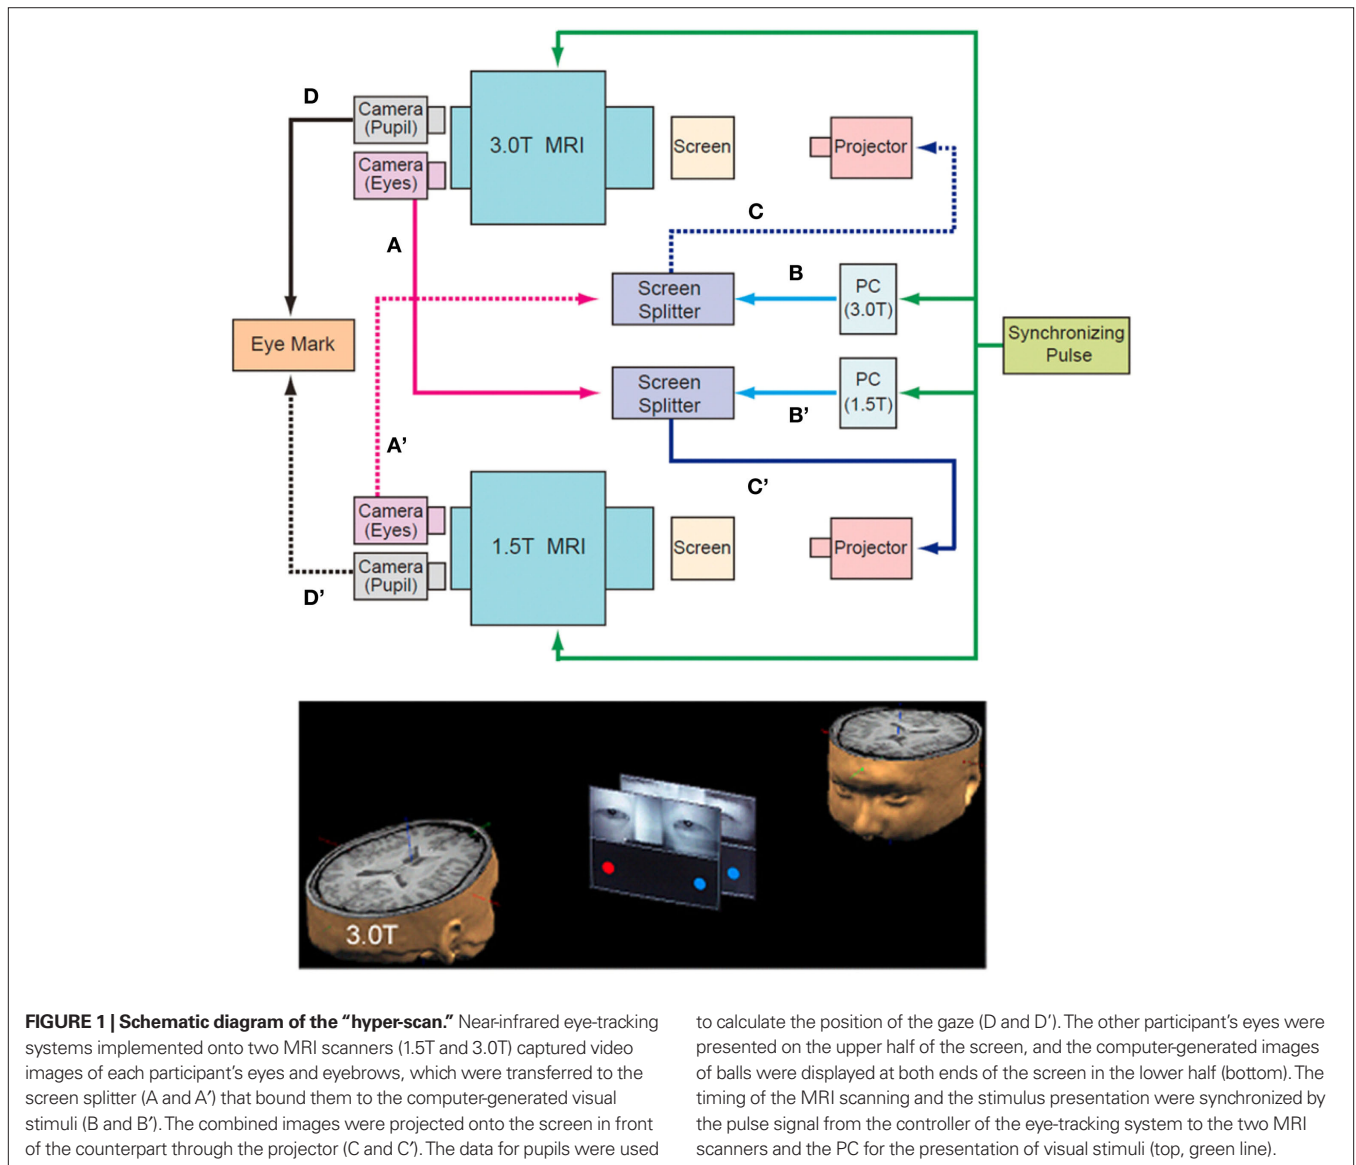 D
Camera
(Pupil)
Camera
(Eyes)
3.0T MRI
Screen
Projector
A
C
Screen
Splitter
B
PC
(3.0T)
Eye Mark
Synchronizing
Pulse
Screen
Splitter
B’
PC
(1.5T)
A’
C’
Camera
(Eyes)
Camera
(Pupil)
D’
1.5T MRI
Screen
Projector
3.0T
FIGURE 1 | Schematic diagram of the “hyper-scan.” Near-infrared eye-tracking
systems implemented onto two MRI scanners (1.5T and 3.0T) captured video
images of each participant’s eyes and eyebrows, which were transferred to the
screen splitter (A and A′) that bound them to the computer-generated visual
stimuli (B and B′). The combined images were projected onto the screen in front
of the counterpart through the projector (C and C′). The data for pupils were used
to calculate the position of the gaze (D and D′). The other participant’s eyes were
presented on the upper half of the screen, and the computer-generated images
of balls were displayed at both ends of the screen in the lower half (bottom). The
timing of the MRI scanning and the stimulus presentation were synchronized by
the pulse signal from the controller of the eye-tracking system to the two MRI
scanners and the PC for the presentation of visual stimuli (top, green line).